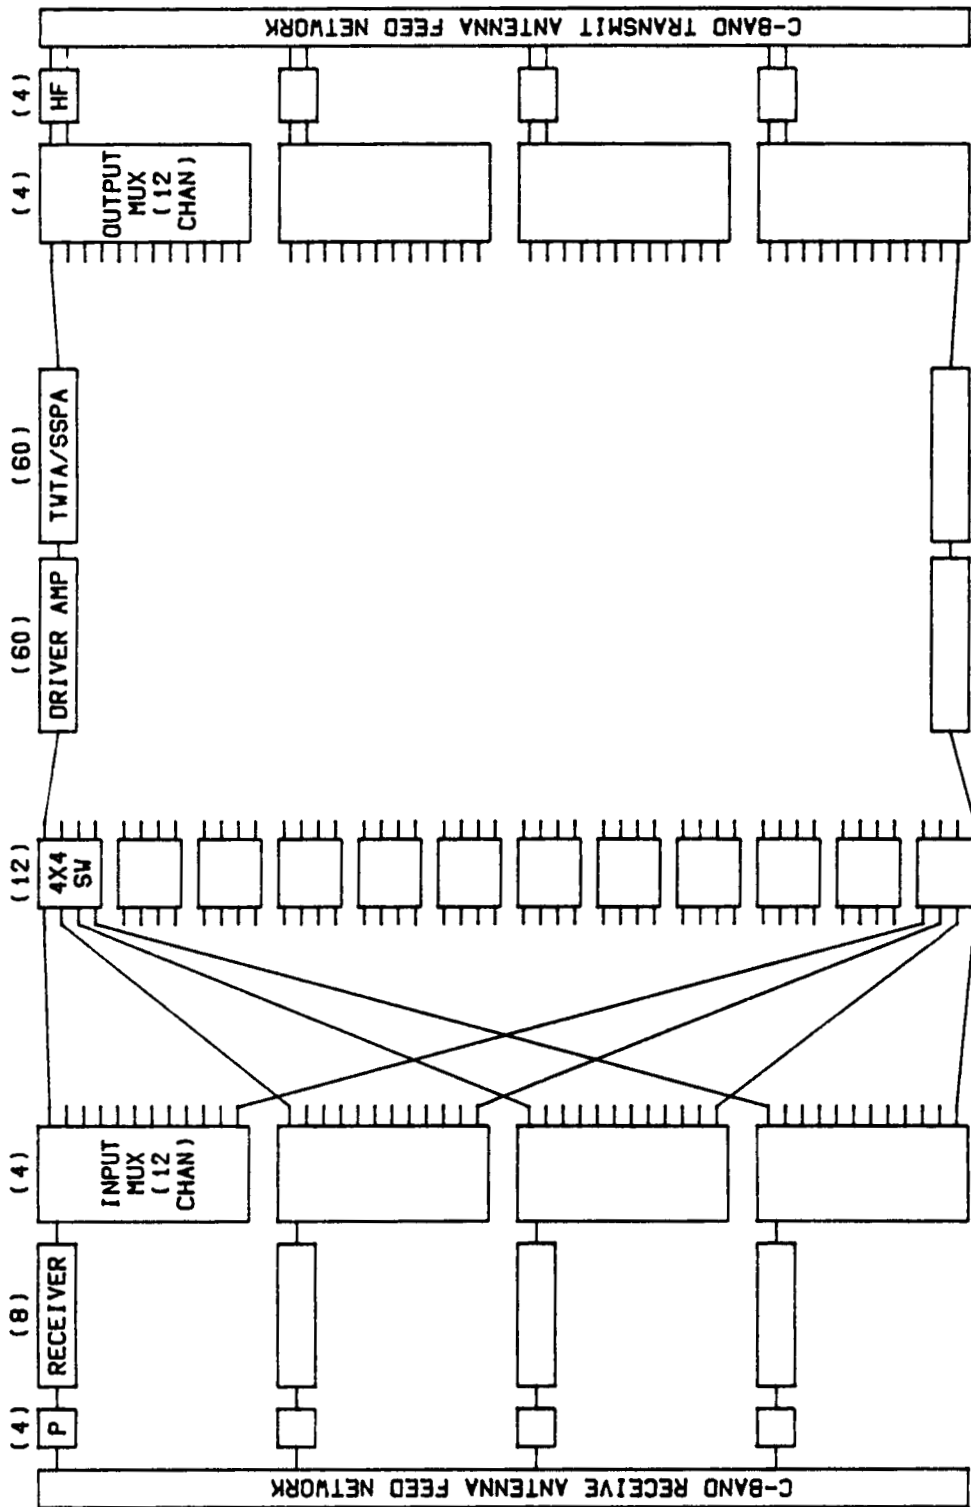 (4)
(8)
(4)
(12)
(60)
(60)
(4)
(4)
C-BAND RECEIVE ANTENNA FEED NETWORK
P
RECEIVER
INPUT
MUX
(12
CHAN)
4X4
SW
DRIVER AMP
TWTA/SSPA
OUTPUT
MUX
(12
CHAN)
HF
C-BAND TRANSMIT ANTENNA FEED NETWORK